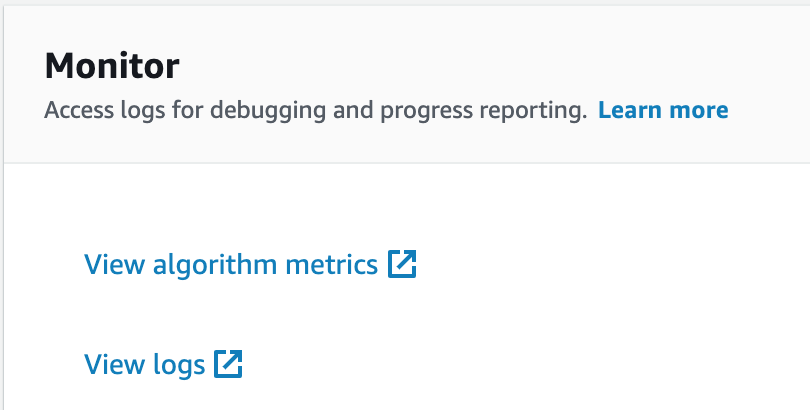 Monitor
Access logs for debugging and progress reporting. Learn more
View algorithm metrics
View logs